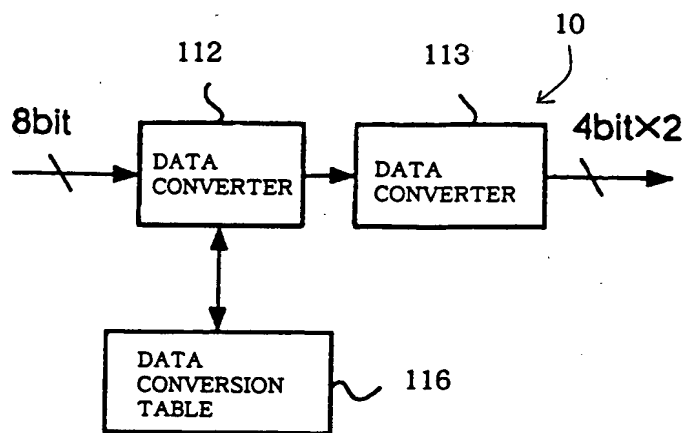 10
112
113
8bit
DATA
CONVERTER
DATA
CONVERTER
4bit×2
DATA
CONVERSION
TABLE
116